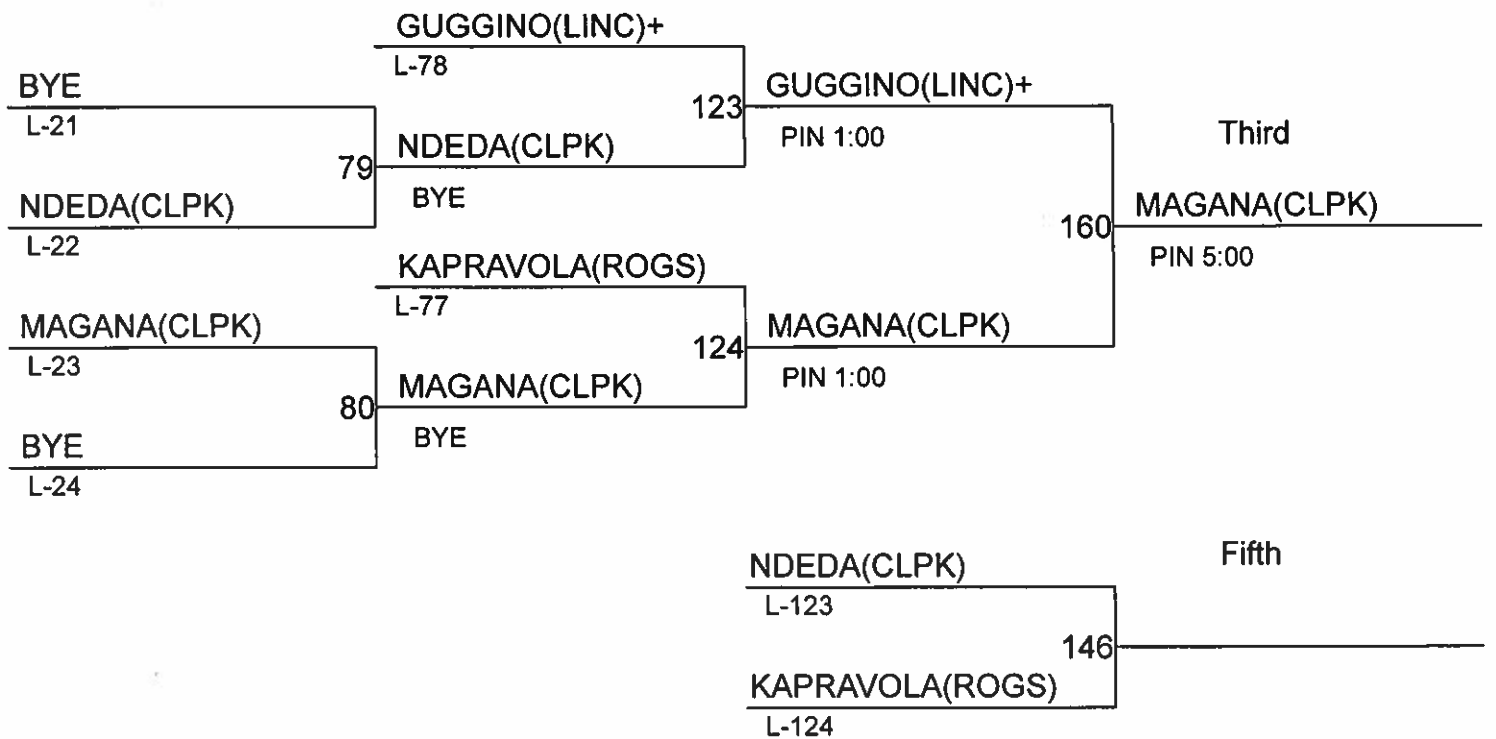 GUGGINO(LINC)+
L-78
BYE
L-21
123
GUGGINO(LINC)+
PIN 1:00
Third
79
NDEDA(CLPK)
BYE
NDEDA(CLPK)
L-22
160
MAGANA(CLPK)
PIN 5:00
KAPRAVOLA(ROGS)
L-77
MAGANA(CLPK)
L-23
124
MAGANA(CLPK)
PIN 1:00
80
MAGANA(CLPK)
BYE
BYE
L-24
NDEDA(CLPK)
L-123
Fifth
146
KAPRAVOLA(ROGS)
L-124